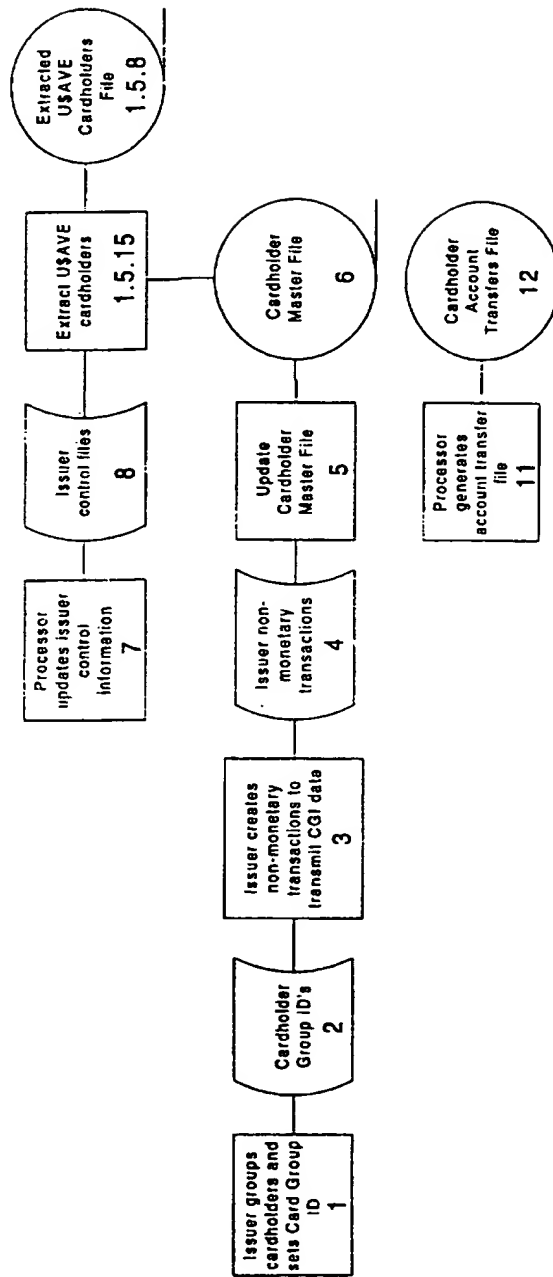 Processor
updates issuer
control
information
7
Issuer
control files
8
Extract U$AVE
cardholders
1.5.15
Extracted
U$AVE
Cardholders
File
1.5.8
Issuer groups
cardholders and
sets Card Group
ID
1
Cardholder
Group ID's
2
Issuer creates
non-monetary
transactions to
transmit CGI data
3
Issuer non-
monetary
transactions
4
Update
Cardholder
Master File
5
Cardholder
Master File
6
Processor
generates
account transfer
file
11
Cardholder
Account
Transfers File
12